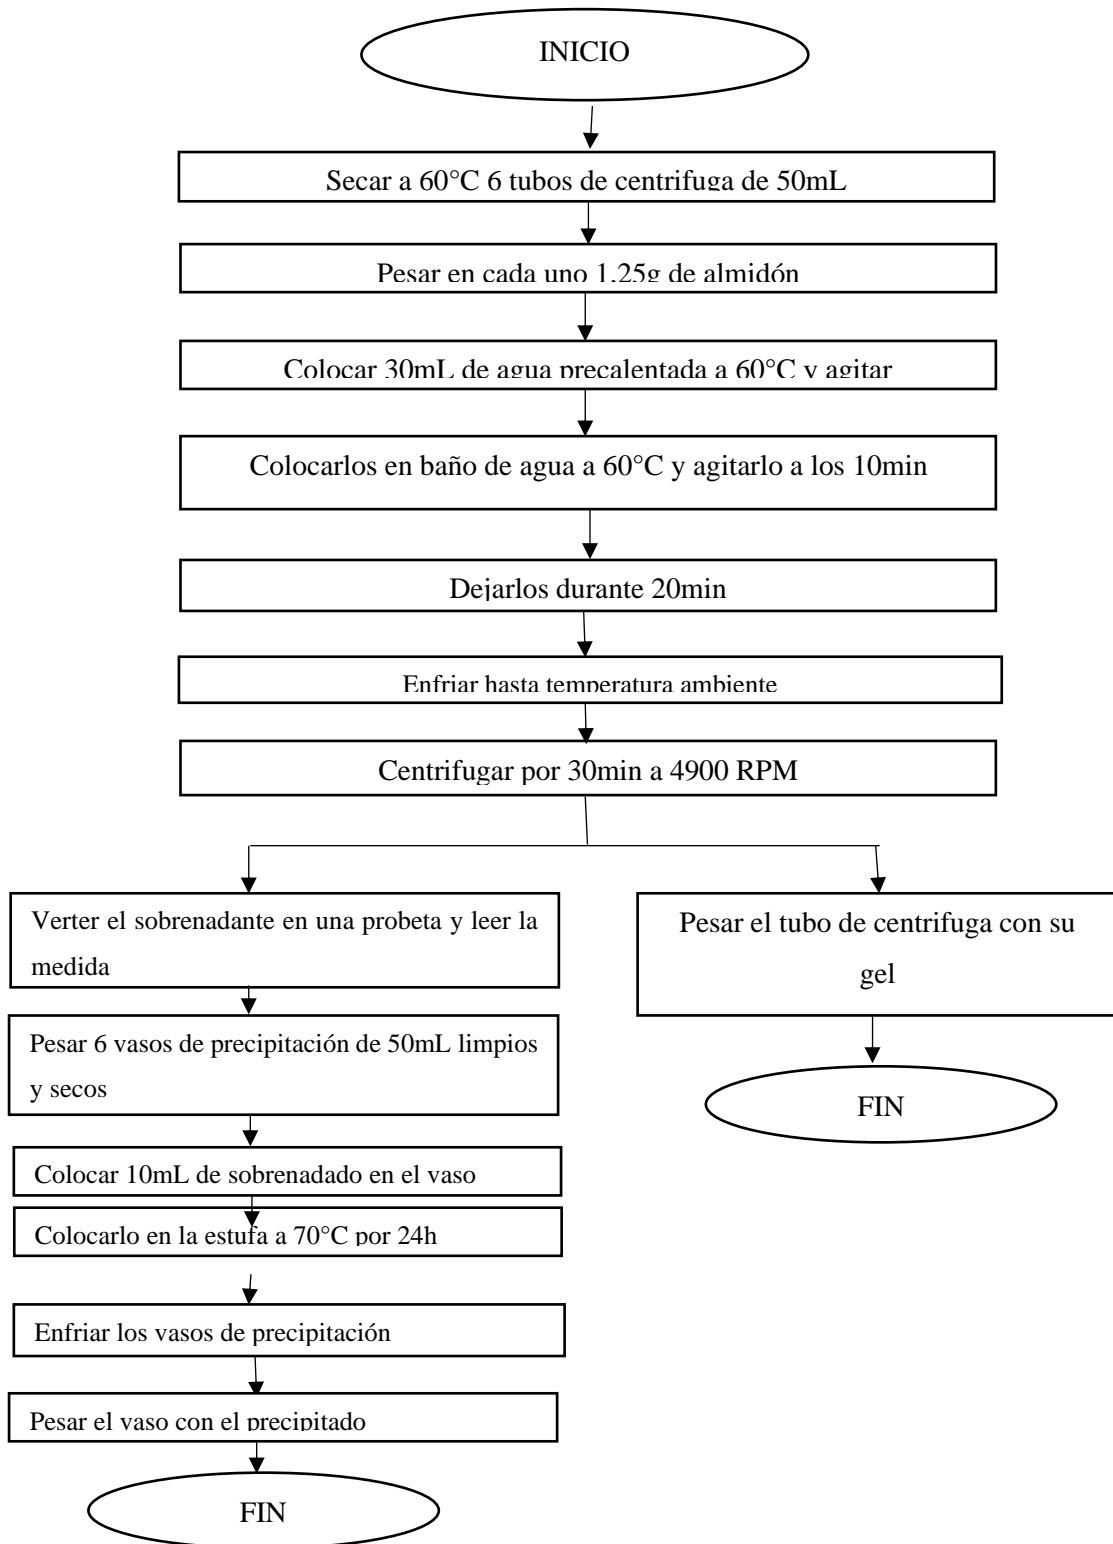 INICIO
Secar a 60°C 6 tubos de centrifuga de 50mL
Pesar en cada uno 1,25g de almidón
Colocar 30mL de agua precalentada a 60°C y agitar
Colocarlos en baño de agua a 60°C y agitarlo a los 10min
Dejarlos durante 20min
Enfriar hasta temperatura ambiente
Centrifugar por 30min a 4900 RPM
Verter el sobrenadante en una probeta y leer la
medida
Pesar 6 vasos de precipitación de 50mL limpios
y secos
Colocar 10mL de sobrenadado en el vaso
Colocarlo en la estufa a 70°C por 24h
Enfriar los vasos de precipitación
Pesar el vaso con el precipitado
FIN
Pesar el tubo de centrifuga con su
gel
FIN